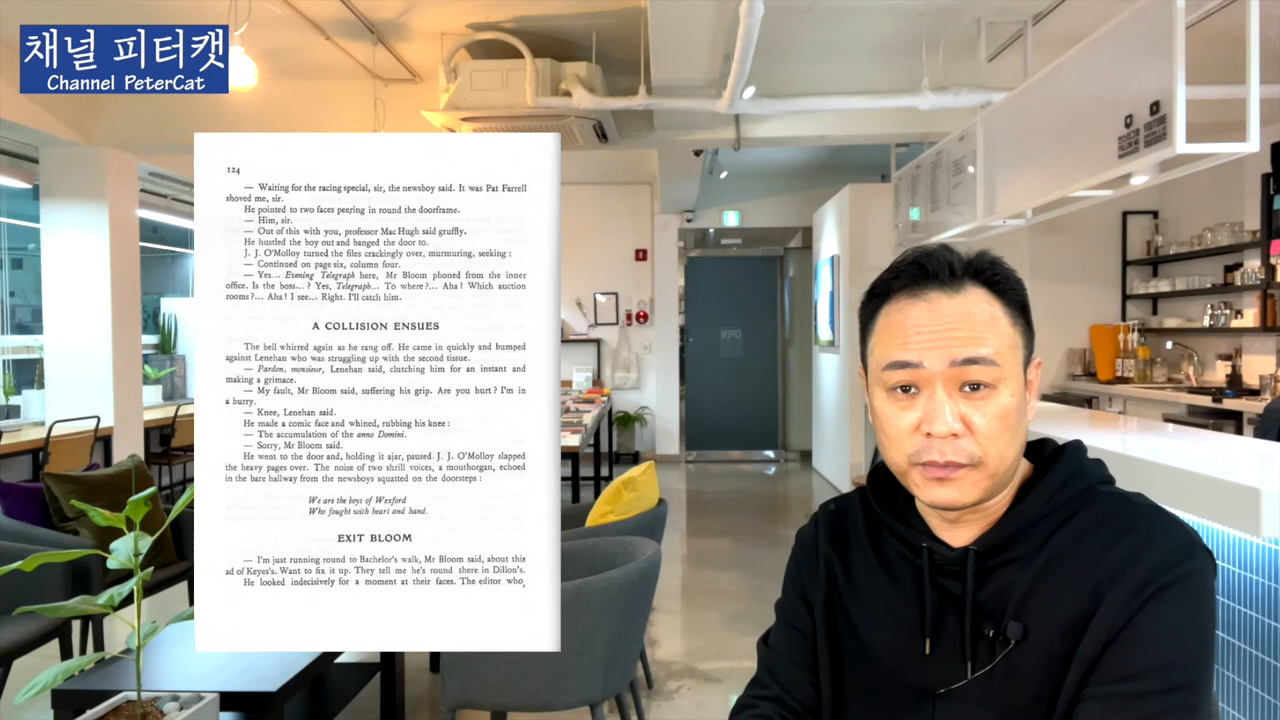 채널 피터캣
Channel PeterCat
124
— Waiting for the racing special, sir, the newsboy said. It was Pat Farrell
shoved me, sir.
He pointed to two faces peering in round the doorframe.
— Him, sir.
— Out of this with you, professor Mac Hugh said gruffly.
He hustled the boy out and banged the door to.
J. J. O'Molloy turned the files crackingly over, murmuring, seeking :
— Continued on page six, column four.
— Yes... Evening Telegraph here, Mr Bloom phoned from the inner
office. Is the boss... ? Yes, Telegraph... To where ?... Aha ! Which auction
rooms ?... Aha ! I see... Right. I'll catch him.
A COLLISION ENSUES
The bell whirred again as he rang off. He came in quickly and bumped
against Lenehan who was struggling up with the second tissue.
— Pardon, monsieur, Lenehan said, clutching him for an instant and
making a grimace.
— My fault, Mr Bloom said, suffering his grip. Are you hurt ? I'm in
a hurry.
— Knee, Lenehan said.
He made a comic face and whined, rubbing his knee :
— The accumulation of the anno Domini.
— Sorry, Mr Bloom said.
He went to the door and, holding it ajar, paused. J. J. O'Molloy slapped
the heavy pages over. The noise of two shrill voices, a mouthorgan, echoed
in the bare hallway from the newsboys squatted on the doorsteps :
We are the boys of Wexford
Who fought with heart and hand.
EXIT BLOOM
— I'm just running round to Bachelor's walk, Mr Bloom said, about this
ad of Keyes's. Want to fix it up. They tell me he's round there in Dillon's.
He looked indecisively for a moment at their faces. The editor who,
OPEN